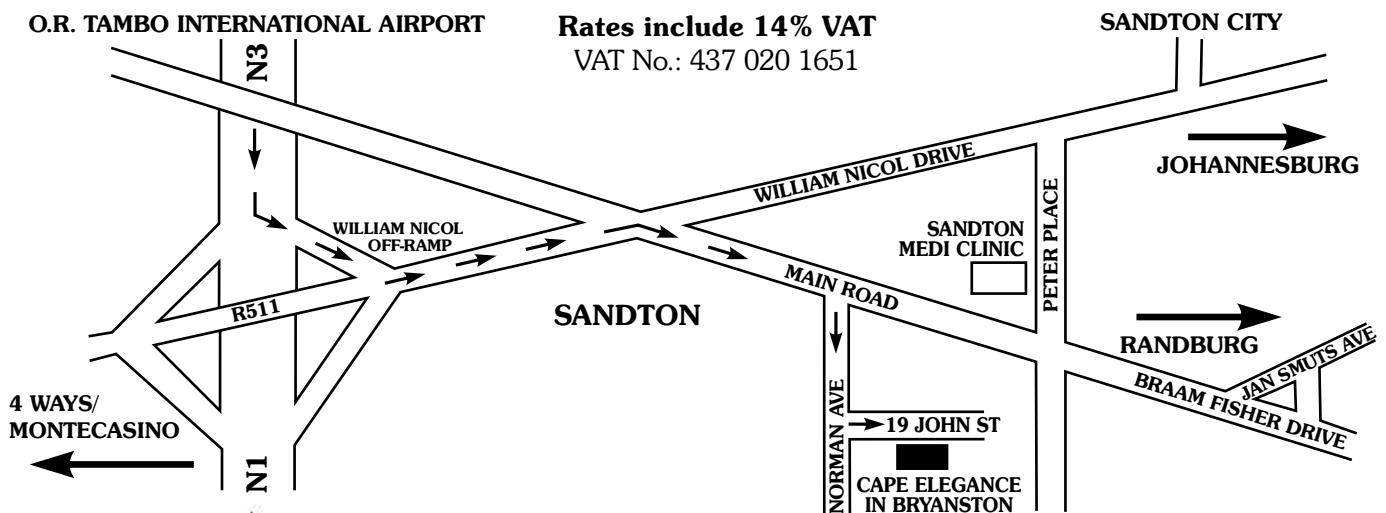 O.R. TAMBO INTERNATIONAL AIRPORT
Rates include 14% VAT
VAT No.: 437 020 1651
SANDTON CITY
N3
JOHANNESBURG
WILLIAM NICOL DRIVE
WILLIAM NICOL
OFF-RAMP
SANDTON
MEDI CLINIC
PETER PLACE
MAIN ROAD
R511
SANDTON
RANDBURG
JAN SMUTS AVE
BRAAM FISHER DRIVE
4 WAYS/
MONTECASINO
N1
NORMAN AVE
19 JOHN ST
CAPE ELEGANCE
IN BRYANSTON